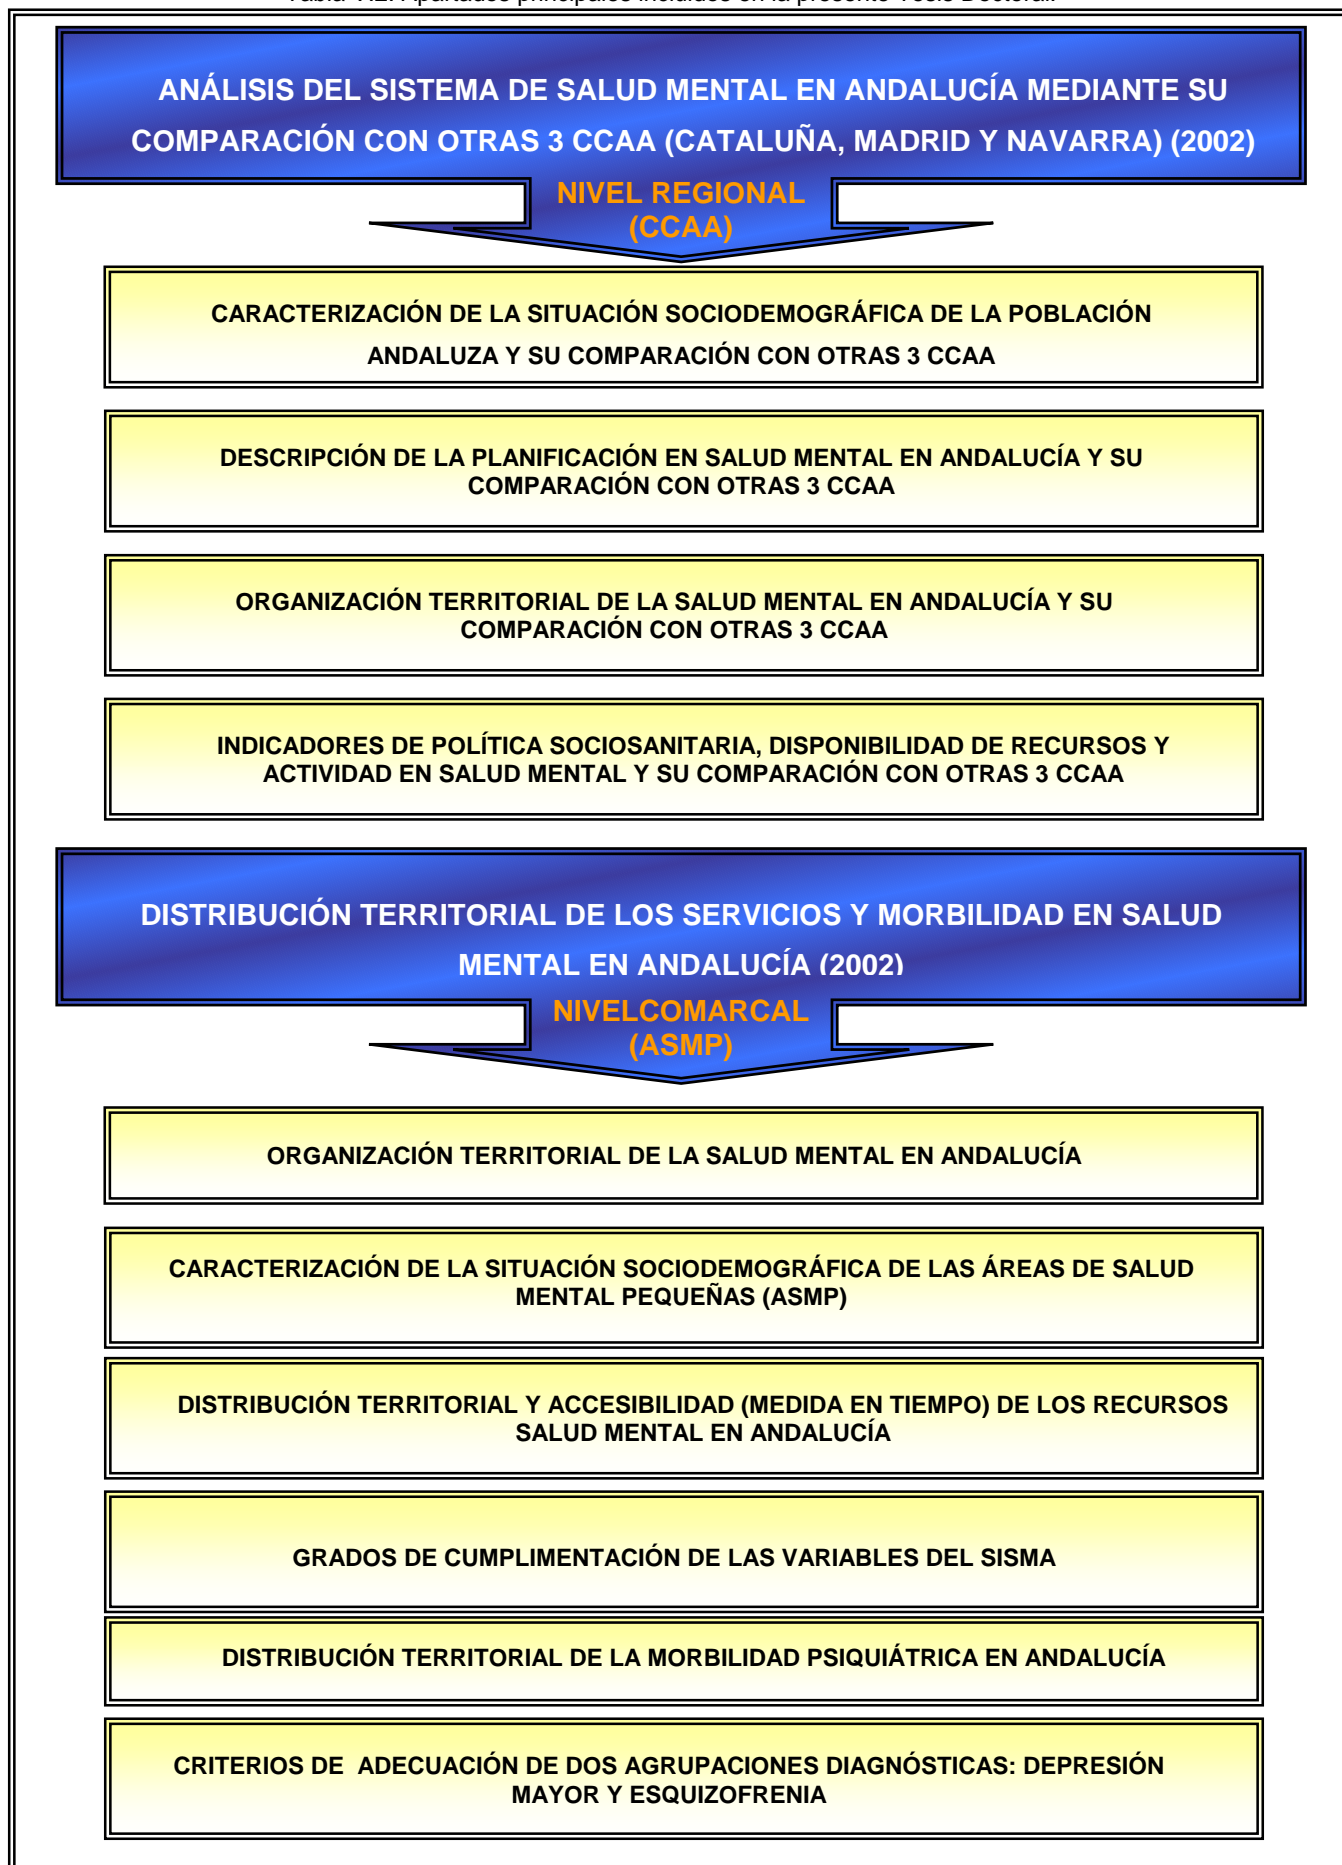 ANÁLISIS DEL SISTEMA DE SALUD MENTAL EN ANDALUCÍA MEDIANTE SU
COMPARACIÓN CON OTRAS 3 CCAA (CATALUÑA, MADRID Y NAVARRA) (2002)
NIVEL REGIONAL
(CCAA)
CARACTERIZACIÓN DE LA SITUACIÓN SOCIODEMOGRÁFICA DE LA POBLACIÓN
ANDALUZA Y SU COMPARACIÓN CON OTRAS 3 CCAA
DESCRIPCIÓN DE LA PLANIFICACIÓN EN SALUD MENTAL EN ANDALUCÍA Y SU
COMPARACIÓN CON OTRAS 3 CCAA
ORGANIZACIÓN TERRITORIAL DE LA SALUD MENTAL EN ANDALUCÍA Y SU
COMPARACIÓN CON OTRAS 3 CCAA
INDICADORES DE POLÍTICA SOCIOSANITARIA, DISPONIBILIDAD DE RECURSOS Y
ACTIVIDAD EN SALUD MENTAL Y SU COMPARACIÓN CON OTRAS 3 CCAA
DISTRIBUCIÓN TERRITORIAL DE LOS SERVICIOS Y MORBILIDAD EN SALUD
MENTAL EN ANDALUCÍA (2002)
NIVELCOMARCAL
(ASMP)
ORGANIZACIÓN TERRITORIAL DE LA SALUD MENTAL EN ANDALUCÍA
CARACTERIZACIÓN DE LA SITUACIÓN SOCIODEMOGRÁFICA DE LAS ÁREAS DE SALUD
MENTAL PEQUEÑAS (ASMP)
DISTRIBUCIÓN TERRITORIAL Y ACCESIBILIDAD (MEDIDA EN TIEMPO) DE LOS RECURSOS
SALUD MENTAL EN ANDALUCÍA
GRADOS DE CUMPLIMENTACIÓN DE LAS VARIABLES DEL SISMA
DISTRIBUCIÓN TERRITORIAL DE LA MORBILIDAD PSIQUIÁTRICA EN ANDALUCÍA
CRITERIOS DE ADECUACIÓN DE DOS AGRUPACIONES DIAGNÓSTICAS: DEPRESIÓN
MAYOR Y ESQUIZOFRENIA